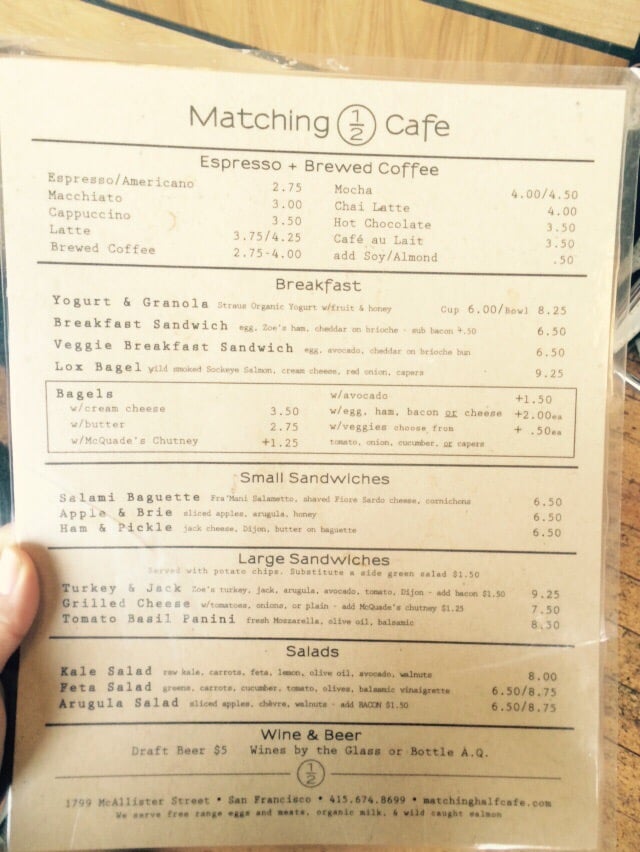 Matching 1/2 Cafe
Espresso + Brewed Coffee
Espresso/Americano 2.75
Macchiato 3.00
Cappuccino 3.50
Latte 3.75/4.25
Brewed Coffee 2.75-4.00
Mocha 4.00/4.50
Chai Latte 4.00
Hot Chocolate 3.50
Café au Lait 3.50
add Soy/Almond .50
Breakfast
Yogurt & Granola Straus Organic Yogurt w/fruit & honey Cup 6.00/Bowl 8.25
Breakfast Sandwich egg, Zoe's ham, cheddar on brioche - sub bacon +.50 6.50
Veggie Breakfast Sandwich egg, avocado, cheddar on brioche bun 6.50
Lox Bagel wild smoked Sockeye Salmon, cream cheese, red onion, capers 9.25
Bagels
w/cream cheese 3.50
w/butter 2.75
w/McQuade's Chutney +1.25
w/avocado +1.50
w/egg, ham, bacon or cheese +2.00ea
w/veggies choose from + .50ea
tomato, onion, cucumber, or capers
Small Sandwiches
Salami Baguette Fra'Mani Salametto, shaved Fiore Sardo cheese, cornichons 6.50
Apple & Brie sliced apples, arugula, honey 6.50
Ham & Pickle jack cheese, Dijon, butter on baguette 6.50
Large Sandwiches
Served with potato chips. Substitute a side green salad $1.50
Turkey & Jack Zoe's turkey, jack, arugula, avocado, tomato, Dijon - add bacon $1.50 9.25
Grilled Cheese w/tomatoes, onions, or plain - add McQuade's chutney $1.25 7.50
Tomato Basil Panini fresh Mozzarella, olive oil, balsamic 8.50
Salads
Kale Salad raw kale, carrots, feta, lemon, olive oil, avocado, walnuts 8.00
Feta Salad greens, carrots, cucumber, tomato, olives, balsamic vinaigrette 6.50/8.75
Arugula Salad sliced apples, chèvre, walnuts - add BACON $1.50 6.50/8.75
Wine & Beer
Draft Beer $5 Wines by the Glass or Bottle A.Q.
1/2
1799 McAllister Street • San Francisco • 415.674.8699 • matchinghalfcafe.com
We serve free range eggs and meats, organic milk, & wild caught salmon